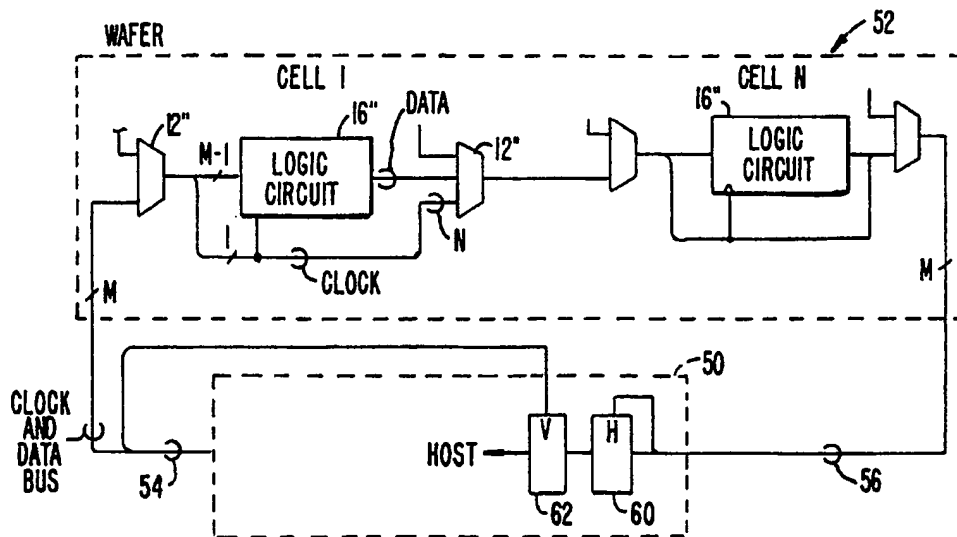 WAFER
52
CELL 1
CELL N
12"
16"
DATA
12"
16"
M-1
LOGIC
CIRCUIT
LOGIC
CIRCUIT
N
1
CLOCK
M
M
50
CLOCK
AND
DATA
BUS
54
HOST
V
H
62
60
56